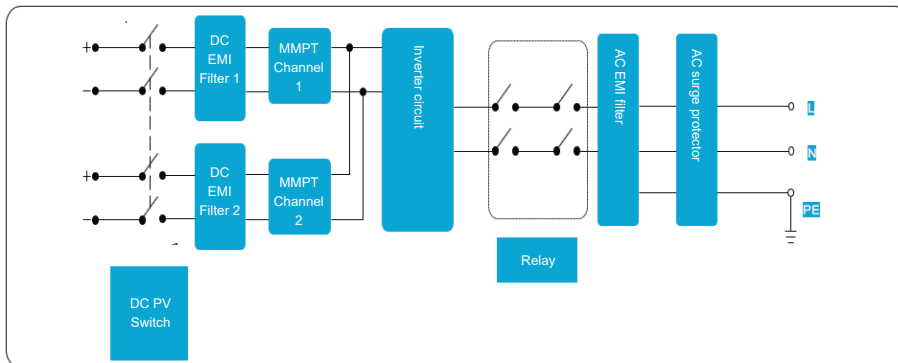 +
DC
EMI
Filter 1
MMPT
Channel
1
Inverter circuit
AC EMI filter
AC surge protector
L
−
N
+
DC
EMI
Filter 2
MMPT
Channel
2
−
PE
Relay
DC PV
Switch